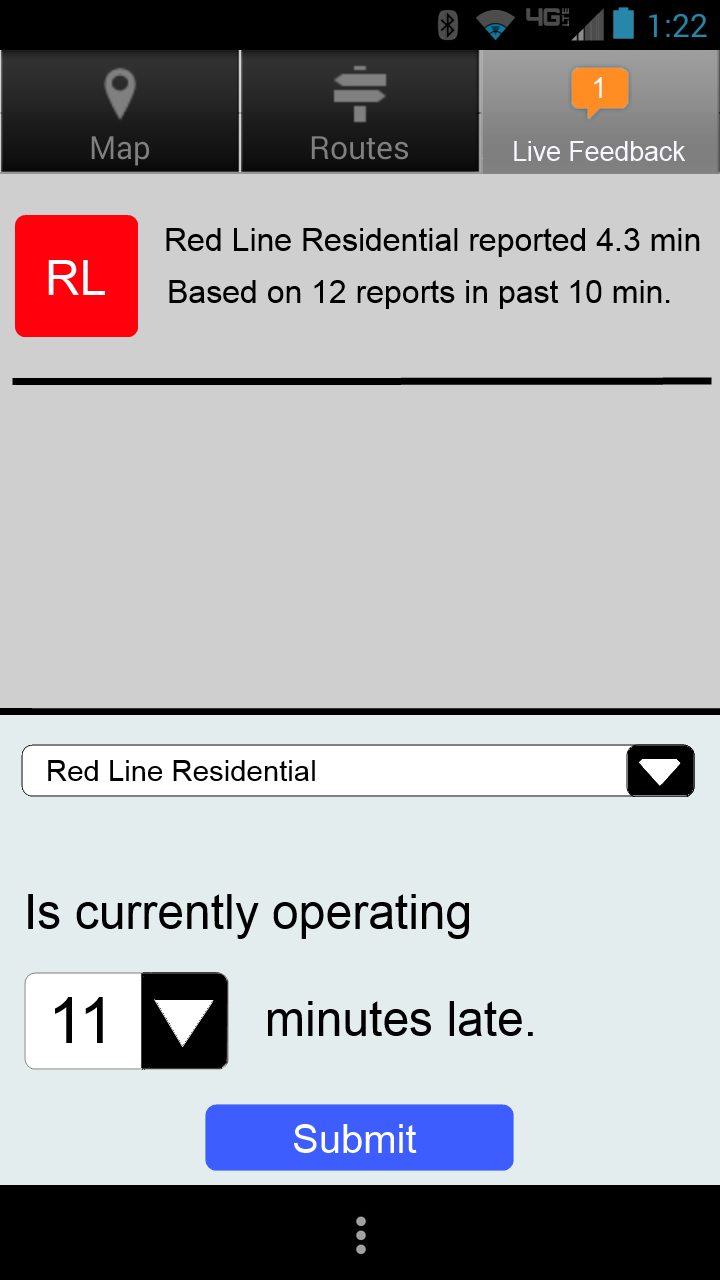 4G LTE 1:22
Map Routes 1 Live Feedback
RL
Red Line Residential reported 4.3 min
Based on 12 reports in past 10 min.
Red Line Residential
Is currently operating
11 minutes late.
Submit